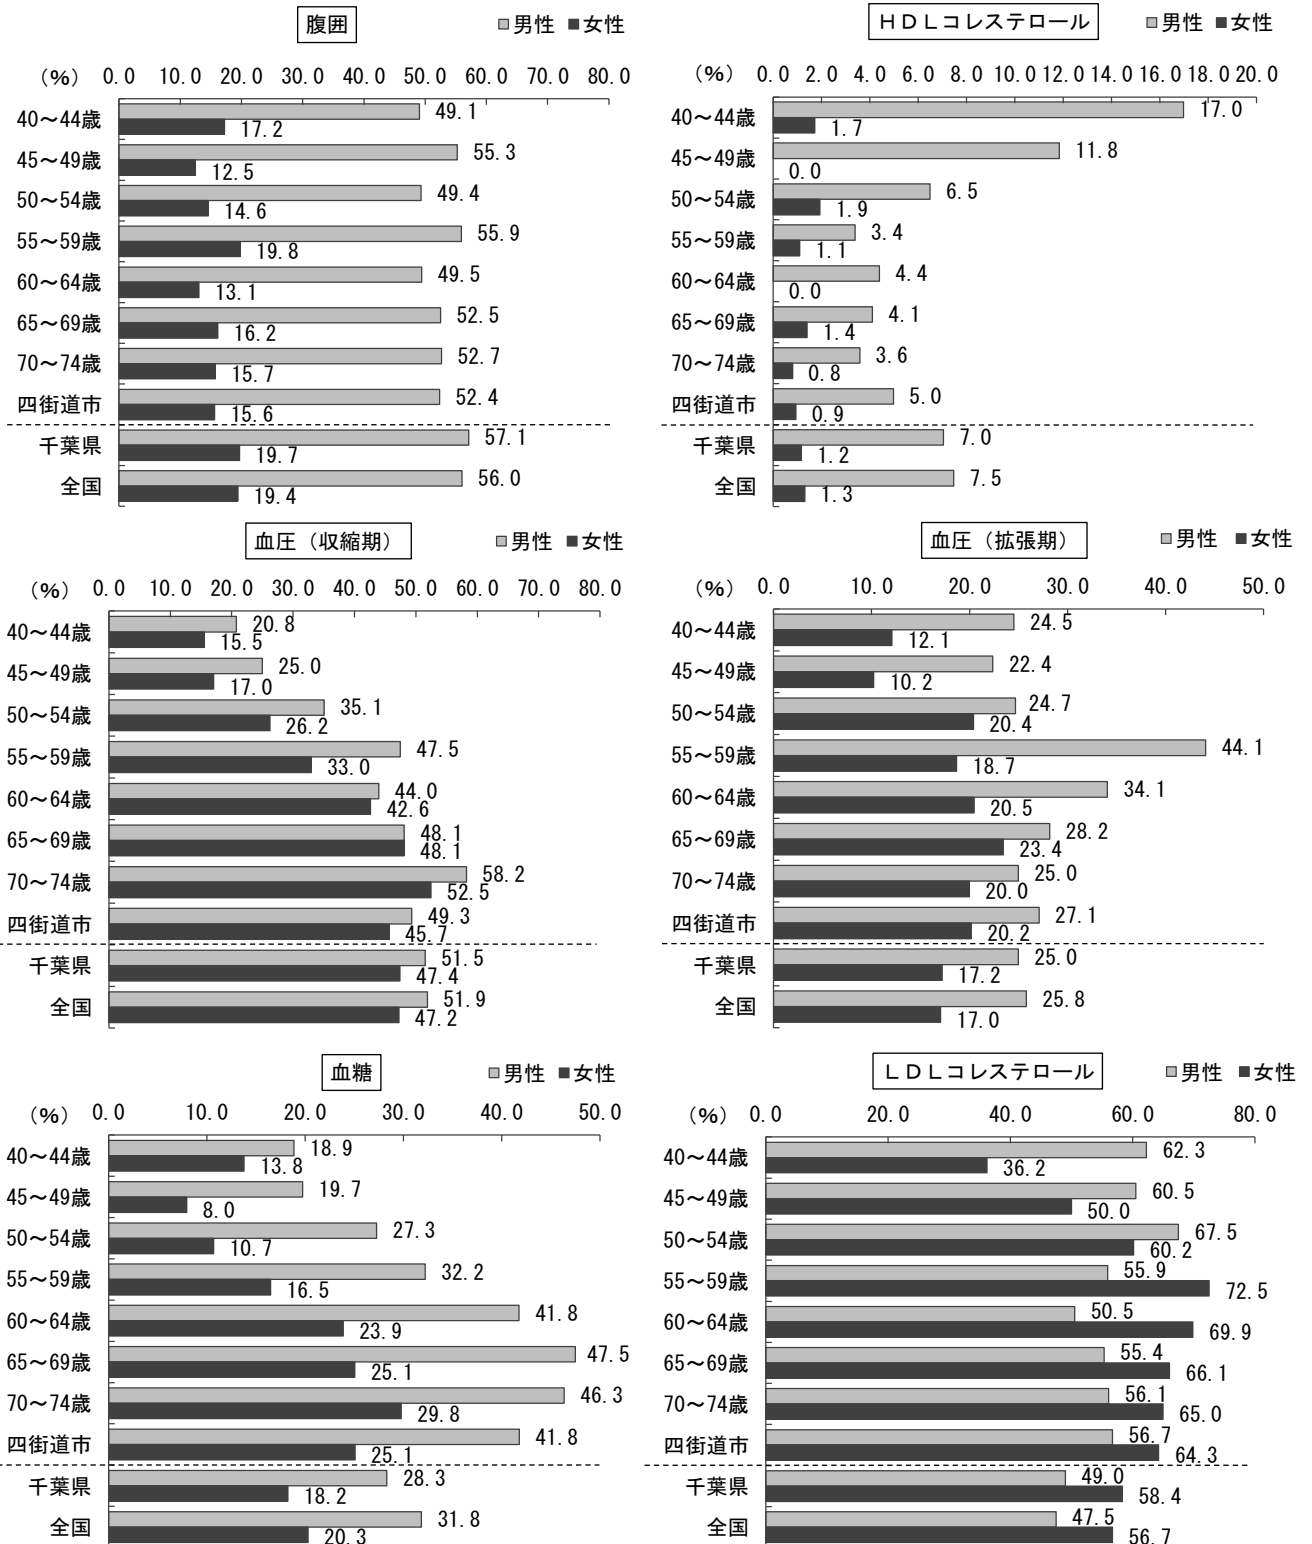 腹囲
□男性 ■女性
(%) 0.0 10.0 20.0 30.0 40.0 50.0 60.0 70.0 80.0
40～44歳 49.1
17.2
45～49歳 55.3
12.5
50～54歳 49.4
14.6
55～59歳 55.9
19.8
60～64歳 49.5
13.1
65～69歳 52.5
16.2
70～74歳 52.7
15.7
四街道市 52.4
15.6
千葉県 57.1
19.7
全国 56.0
19.4
ＨＤＬコレステロール
□男性 ■女性
(%) 0.0 2.0 4.0 6.0 8.0 10.0 12.0 14.0 16.0 18.0 20.0
40～44歳 17.0
1.7
45～49歳 11.8
0.0
50～54歳 6.5
1.9
55～59歳 3.4
1.1
60～64歳 4.4
0.0
65～69歳 4.1
1.4
70～74歳 3.6
0.8
四街道市 5.0
0.9
千葉県 7.0
1.2
全国 7.5
1.3
血圧（収縮期）
□男性 ■女性
(%) 0.0 10.0 20.0 30.0 40.0 50.0 60.0 70.0 80.0
40～44歳 20.8
15.5
45～49歳 25.0
17.0
50～54歳 35.1
26.2
55～59歳 47.5
33.0
60～64歳 44.0
42.6
65～69歳 48.1
48.1
70～74歳 58.2
52.5
四街道市 49.3
45.7
千葉県 51.5
47.4
全国 51.9
47.2
血圧（拡張期）
□男性 ■女性
(%) 0.0 10.0 20.0 30.0 40.0 50.0
40～44歳 24.5
12.1
45～49歳 22.4
10.2
50～54歳 24.7
20.4
55～59歳 44.1
18.7
60～64歳 34.1
20.5
65～69歳 28.2
23.4
70～74歳 25.0
20.0
四街道市 27.1
20.2
千葉県 25.0
17.2
全国 25.8
17.0
血糖
□男性 ■女性
(%) 0.0 10.0 20.0 30.0 40.0 50.0
40～44歳 18.9
13.8
45～49歳 19.7
8.0
50～54歳 27.3
10.7
55～59歳 32.2
16.5
60～64歳 41.8
23.9
65～69歳 47.5
25.1
70～74歳 46.3
29.8
四街道市 41.8
25.1
千葉県 28.3
18.2
全国 31.8
20.3
ＬＤＬコレステロール
□男性 ■女性
(%) 0.0 20.0 40.0 60.0 80.0
40～44歳 62.3
36.2
45～49歳 60.5
50.0
50～54歳 67.5
60.2
55～59歳 55.9
72.5
60～64歳 50.5
69.9
65～69歳 55.4
66.1
70～74歳 56.1
65.0
四街道市 56.7
64.3
千葉県 49.0
58.4
全国 47.5
56.7